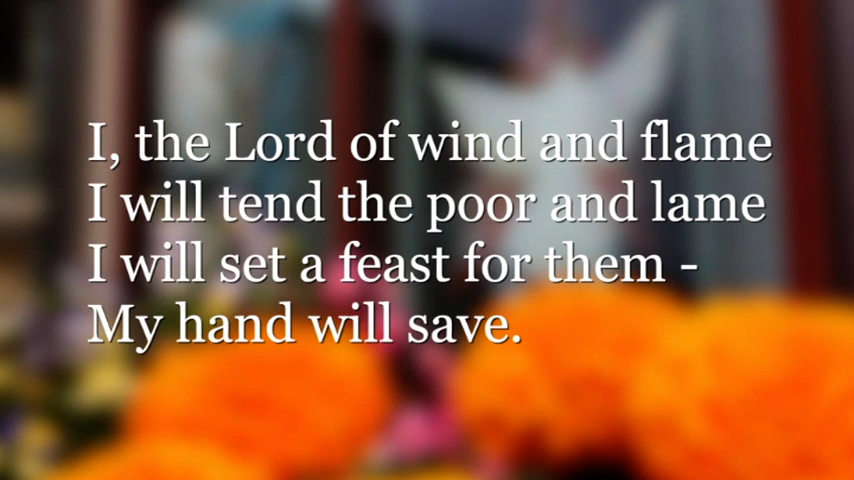 I, the Lord of wind and flame
I will tend the poor and lame
I will set a feast for them -
My hand will save.